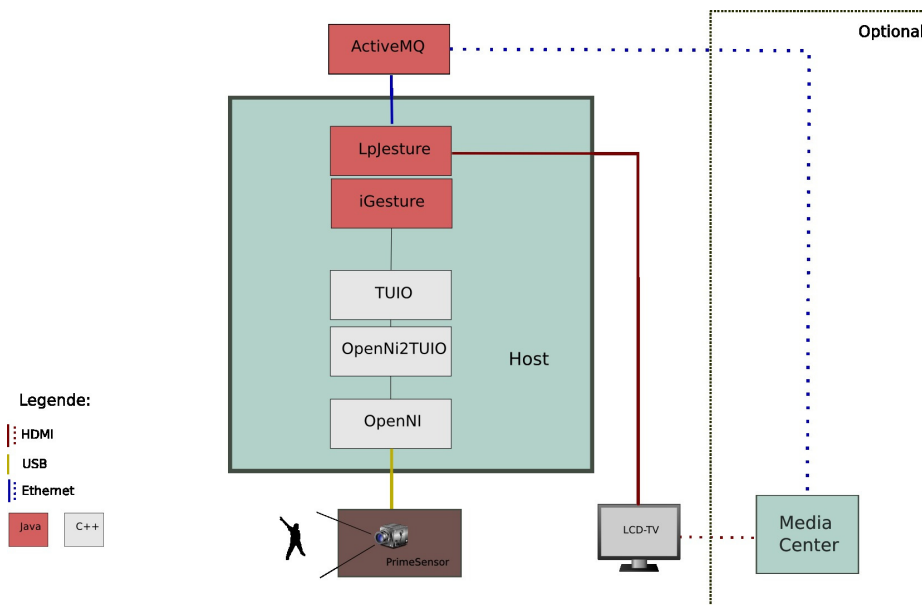 Optional
ActiveMQ
LpJesture
iGesture
TUIO
OpenNi2TUIO
Host
OpenNI
Legende:
HDMI
USB
Ethernet
Java
C++
PrimeSensor
LCD-TV
Media
Center